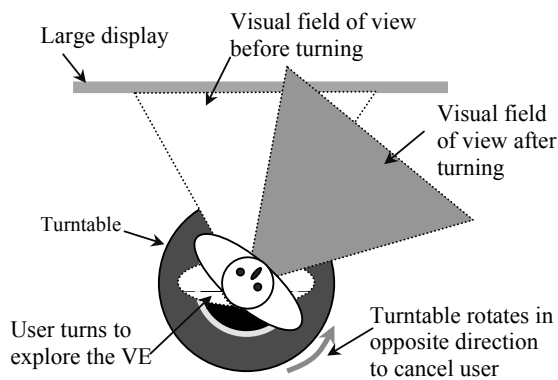 Visual field of view
before turning
Large display
Visual field
of view after
turning
Turntable
User turns to
explore the VE
Turntable rotates in
opposite direction
to cancel user